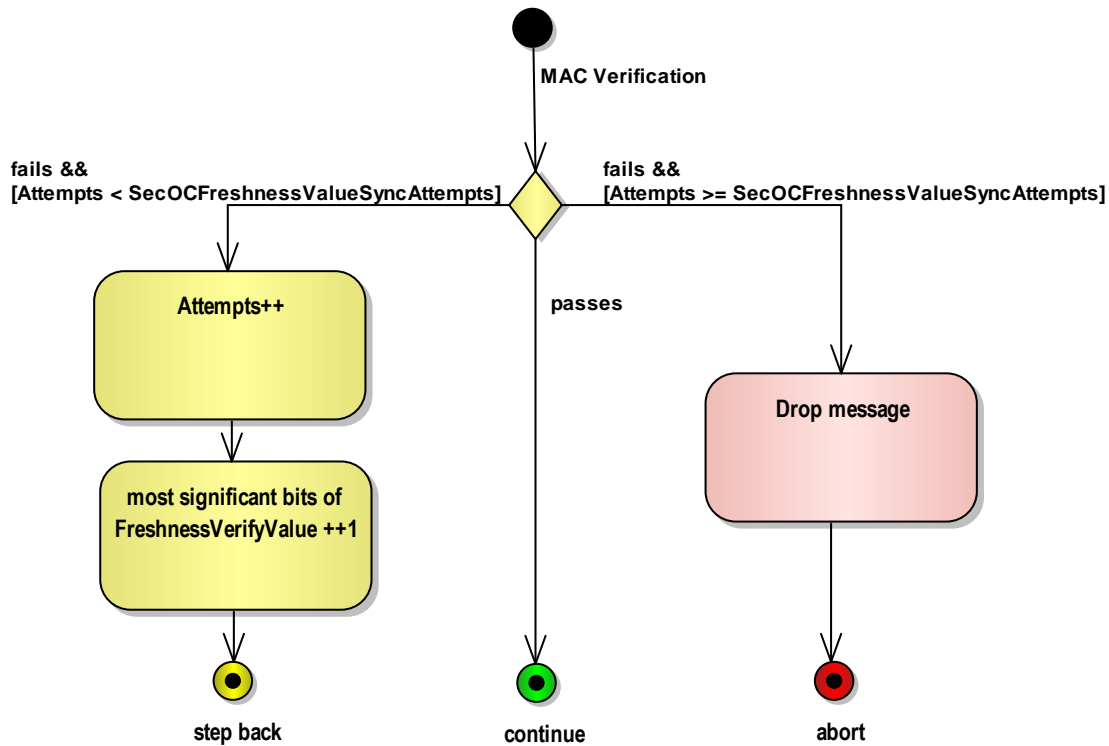 MAC Verification
fails &&
[Attempts < SecOCFreshnessValueSyncAttempts]
fails &&
[Attempts >= SecOCFreshnessValueSyncAttempts]
Attempts++
passes
Drop message
most significant bits of
FreshnessVerifyValue ++1
step back
continue
abort